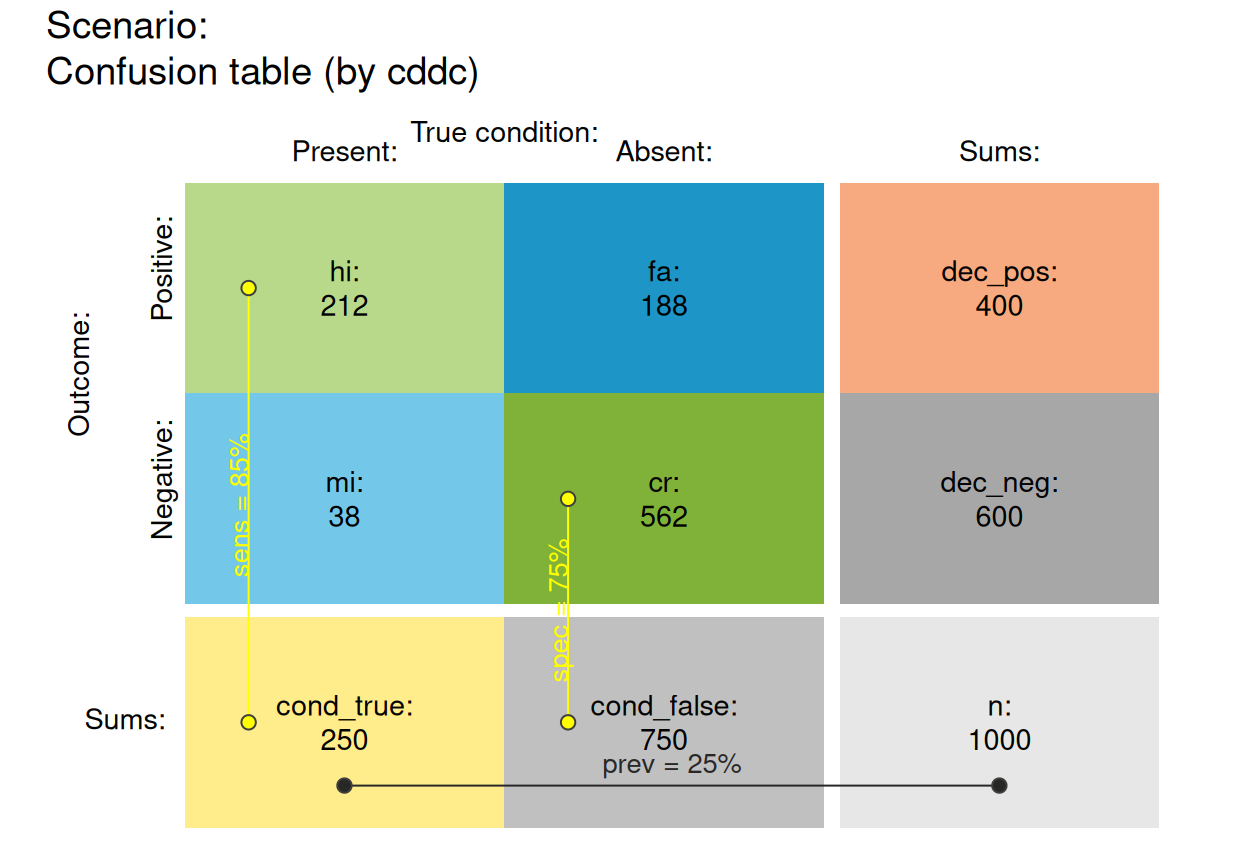 Scenario:
Confusion table (by cddc)
True condition:
Present:
Absent:
Sums:
Outcome:
Positive:
hi:
212
fa:
188
dec_pos:
400
Negative:
mi:
38
cr:
562
dec_neg:
600
sens = 85%
spec = 75%
Sums:
cond_true:
250
cond_false:
750
n:
1000
prev = 25%